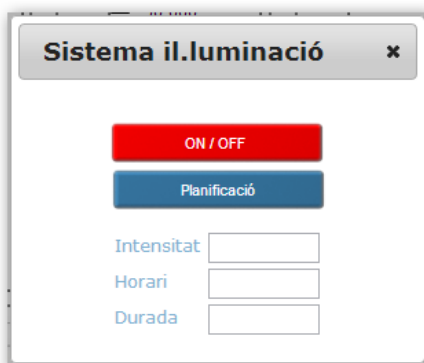 Sistema il.luminació ×
ON / OFF
Planificació
Intensitat
Horari
Durada